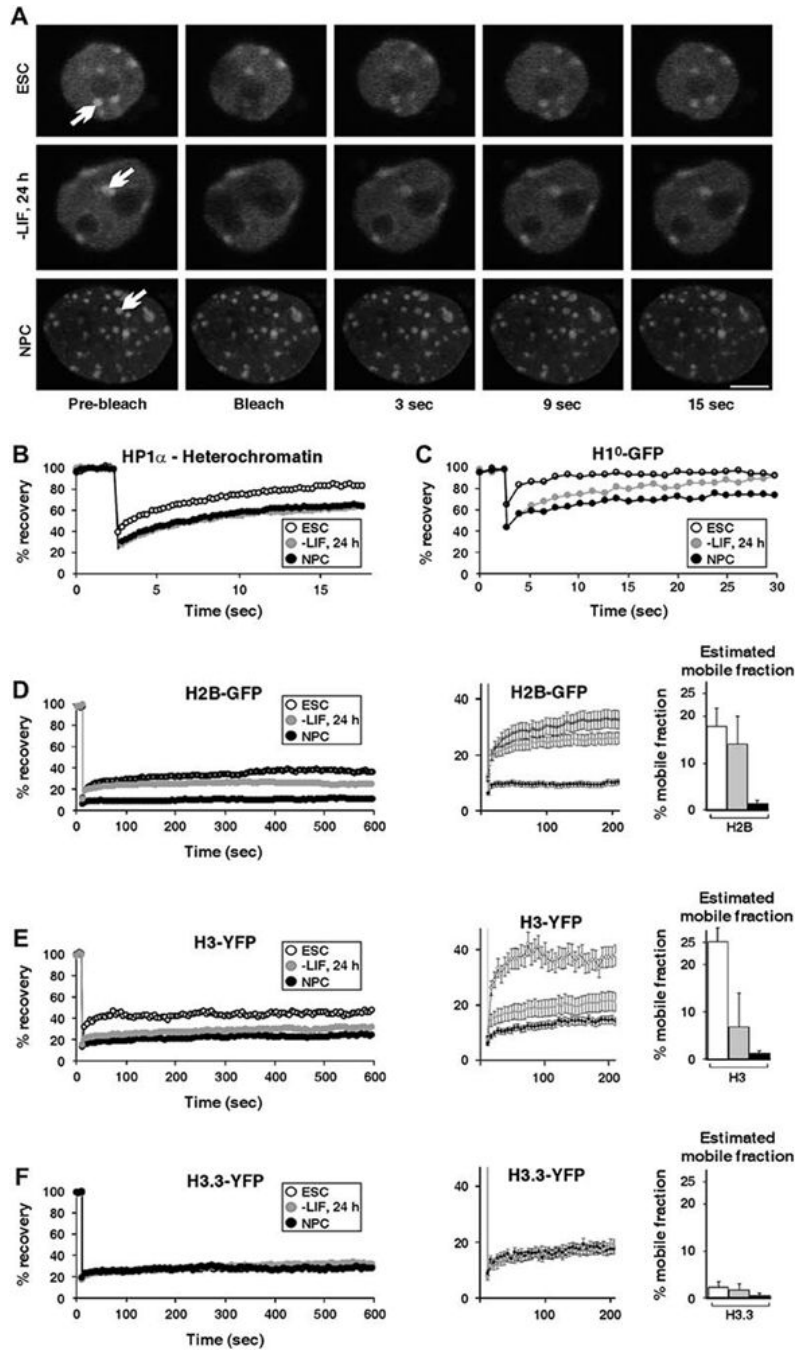 A
ESC
-LIF, 24 h
NPC
Pre-bleach Bleach 3 sec 9 sec 15 sec
B HP1α - Heterochromatin
% recovery
100
80
60
40
20
0
ESC
-LIF, 24 h
NPC
0 5 10 15
Time (sec)
C H1⁰-GFP
% recovery
100
80
60
40
20
0
ESC
-LIF, 24 h
NPC
0 5 10 15 20 25 30
Time (sec)
D H2B-GFP
% recovery
100
80
60
40
20
0
ESC
-LIF, 24 h
NPC
0 100 200 300 400 500 600
Time (sec)
H2B-GFP
40
20
0
100 200
Estimated
mobile fraction
% mobile fraction
25
20
10
0
H2B
E H3-YFP
% recovery
100
80
60
40
20
0
ESC
-LIF, 24 h
NPC
0 100 200 300 400 500 600
Time (sec)
H3-YFP
40
20
0
100 200
Estimated
mobile fraction
% mobile fraction
25
20
10
0
H3
F H3.3-YFP
% recovery
100
80
60
40
20
0
ESC
-LIF, 24 h
NPC
0 100 200 300 400 500 600
Time (sec)
H3.3-YFP
40
20
0
100 200
Estimated
mobile fraction
% mobile fraction
25
20
10
0
H3.3